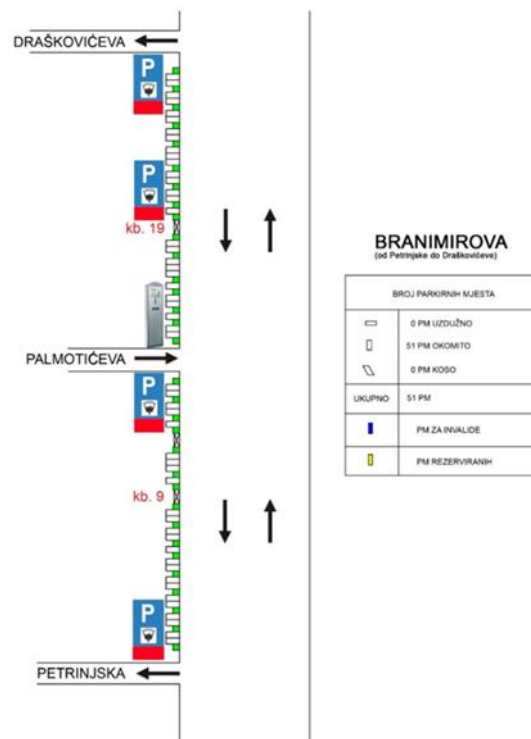 DRAŠKOVIĆEVA
P
P
kb. 19
PALMOTIĆEVA
P
kb. 9
P
PETRINJSKA
BRANIMIROVA
(od Petrinjske do Draškovićeve)
BROJ PARKIRNIH MJESTA
0 PM UZDUŽNO
51 PM OKOMITO
0 PM KOSO
UKUPNO 51 PM
PM ZA INVALIDE
PM REZERVIRANIH